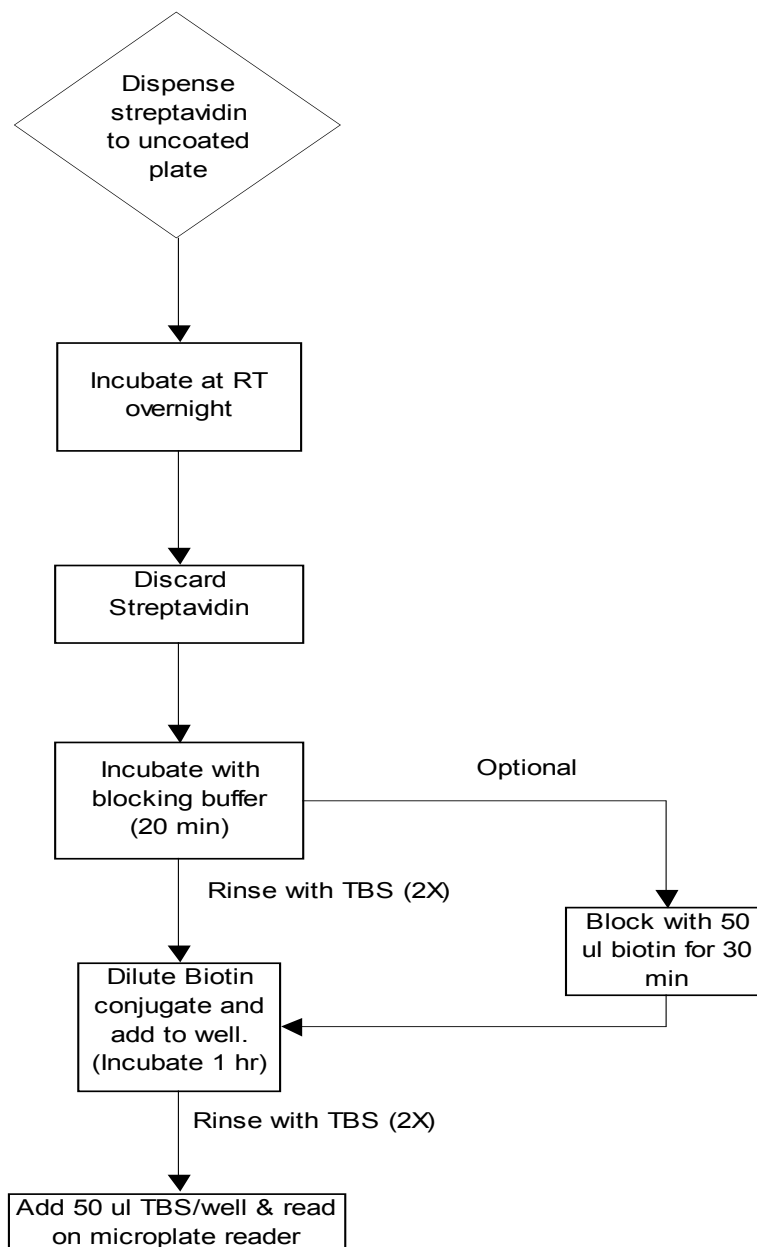 Dispense
streptavidin
to uncoated
plate
Incubate at RT
overnight
Discard
Streptavidin
Incubate with
blocking buffer
(20 min)
Optional
Rinse with TBS (2X)
Block with 50
ul biotin for 30
min
Dilute Biotin
conjugate and
add to well.
(Incubate 1 hr)
Rinse with TBS (2X)
Add 50 ul TBS/well & read
on microplate reader